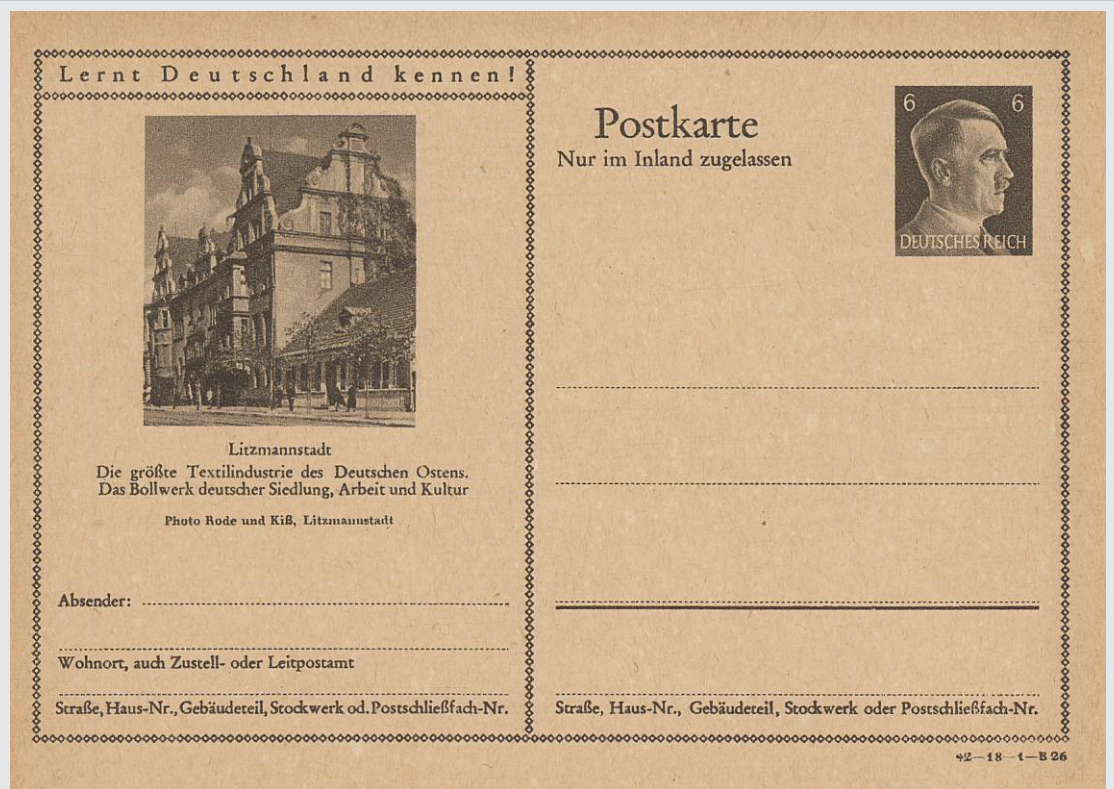 Lernt Deutschland kennen!
Litzmannstadt
Die größte Textilindustrie des Deutschen Ostens.
Das Bollwerk deutscher Siedlung, Arbeit und Kultur
Photo Rode und Kiß, Litzmannstadt
Absender:
Wohnort, auch Zustell- oder Leitpostamt
Straße, Haus-Nr., Gebäudeteil, Stockwerk od. Postschließfach-Nr.
Postkarte
Nur im Inland zugelassen
6 6
DEUTSCHES REICH
Straße, Haus-Nr., Gebäudeteil, Stockwerk oder Postschließfach-Nr.
42—18—1—B 26